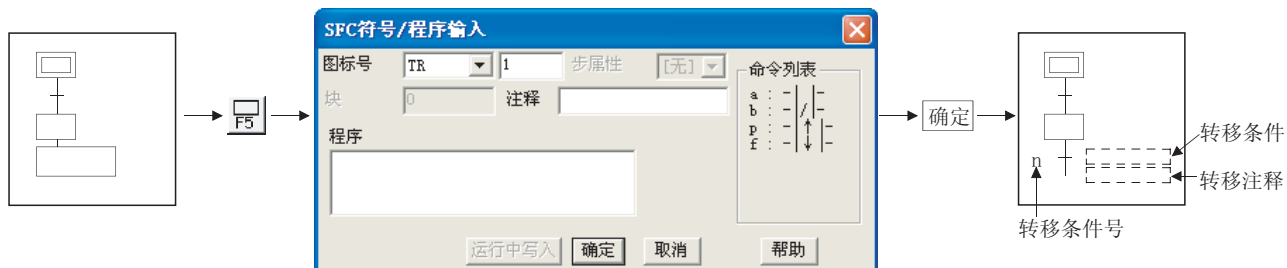 SFC符号/程序输入
图标号 TR 1 步属性 [无]
块 0 注释
程序
命令列表
a : -| |-
b : -|/|-
p : -|↑|-
f : -|↓|-
运行中写入 确定 取消 帮助
F5
确定
n
转移条件
转移注释
转移条件号